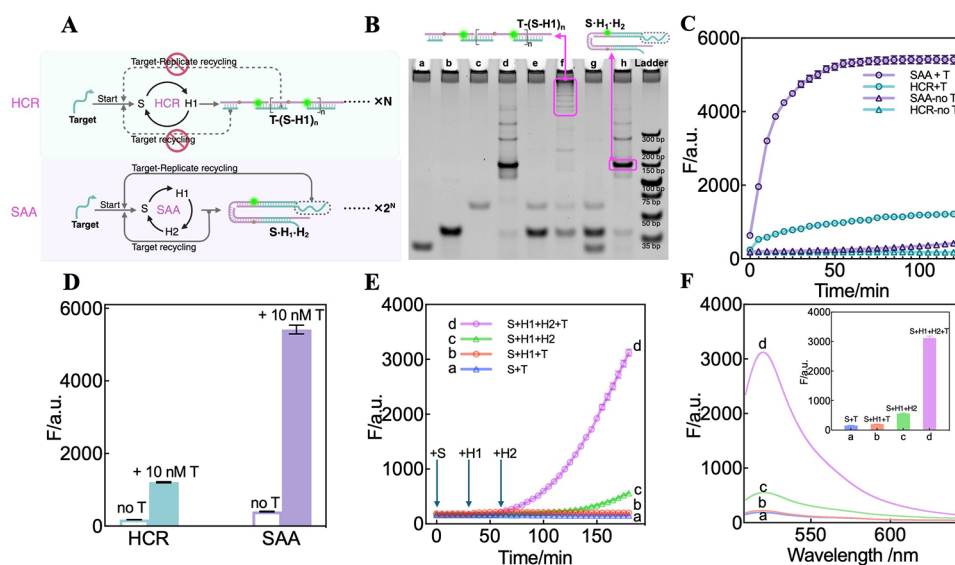 A
HCR
Target-Replicate recycling
Start
S
HCR
H1
Target
T-(S-H1)n
-n
×N
Target recycling
SAA
Target-Replicate recycling
Start
S
H1
SAA
H2
Target
S·H₁·H₂
×2ᴺ
Target recycling
B
T-(S-H1)n
-n
S·H₁·H₂
a b c d e f g h Ladder
300 bp
200 bp
150 bp
100 bp
75 bp
50 bp
35 bp
C
F/a.u.
6000
4000
2000
0
0 50 100
Time/min
SAA + T
HCR+T
SAA-no T
HCR-no T
D
F/a.u.
6000
4000
2000
0
no T
+ 10 nM T
no T
+ 10 nM T
HCR SAA
E
F/a.u.
4000
3000
2000
1000
0
d S+H1+H2+T
c S+H1+H2
b S+H1+T
a S+T
+S +H1 +H2
d
c
b
a
0 50 100 150
Time/min
F
F/a.u.
4000
3000
2000
1000
0
d
c
b
a
550 600
Wavelength /nm
F/a.u.
4000
3000
2000
1000
0
S+T
S+H1+T
S+H1+H2
S+H1+H2+T
a b c d